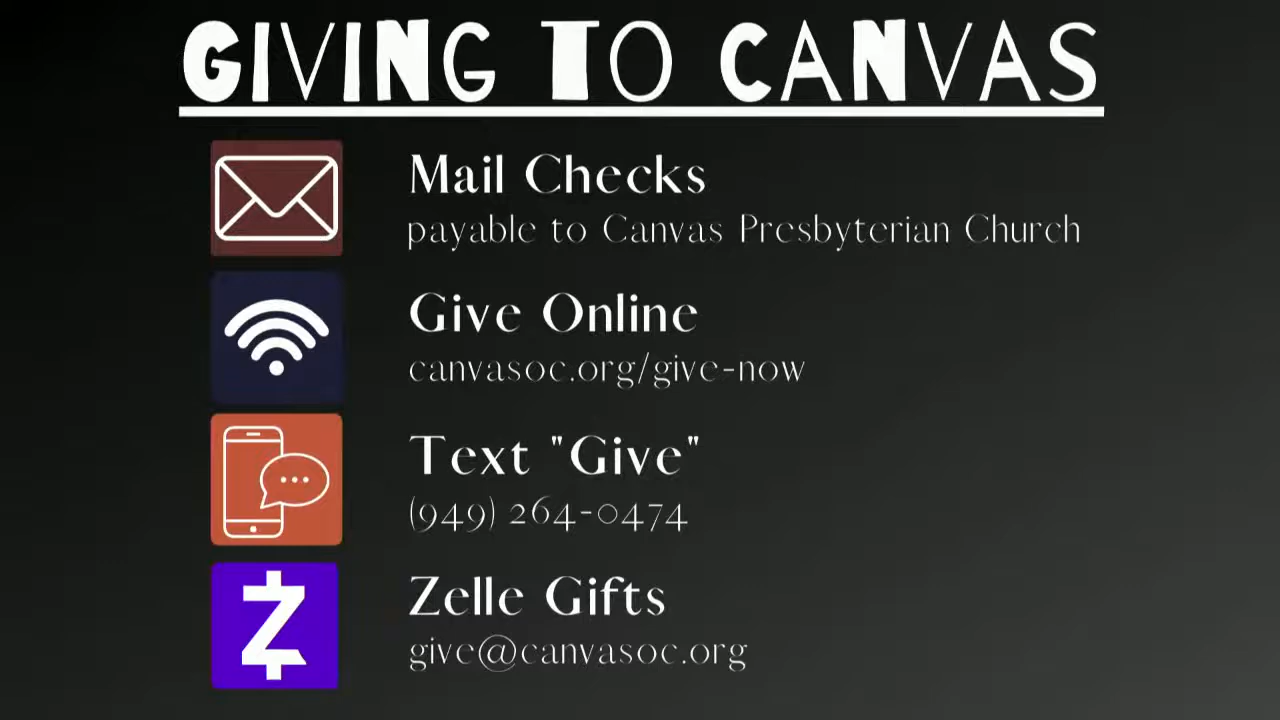 GIVING TO CANVAS
Mail Checks
payable to Canvas Presbyterian Church
Give Online
canvasoc.org/give-now
Text "Give"
(949) 264-0474
Zelle Gifts
give@canvasoc.org